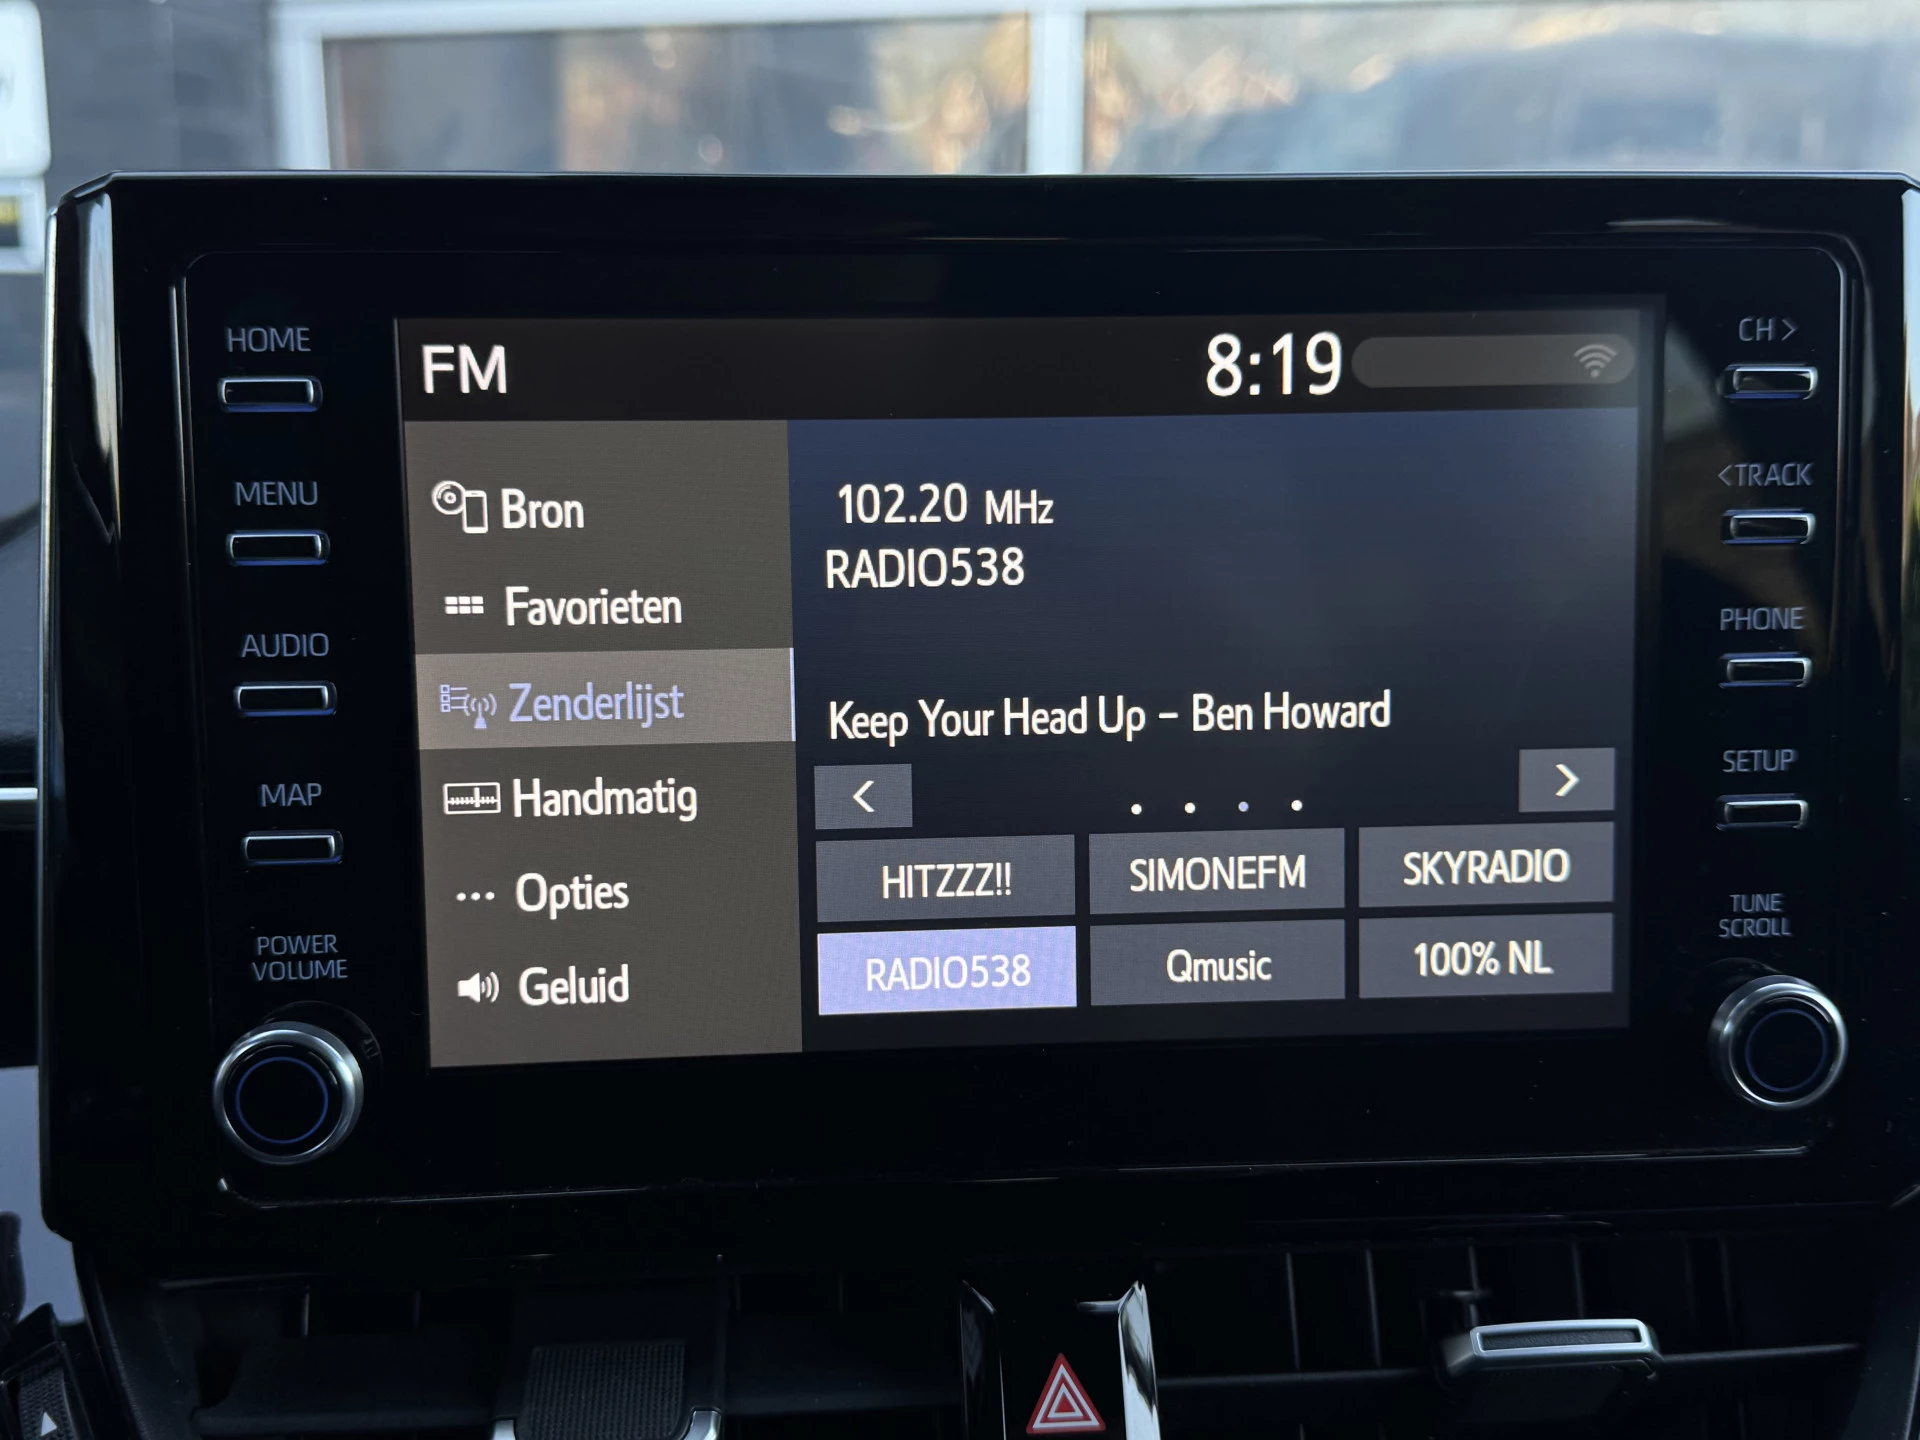 HOME
MENU
AUDIO
MAP
POWER
VOLUME
FM
8:19
Bron
Favorieten
Zenderlijst
Handmatig
Opties
Geluid
102.20 MHz
RADIO538
Keep Your Head Up – Ben Howard
<
>
HITZZZ!!
SIMONEFM
SKYRADIO
RADIO538
Qmusic
100% NL
CH >
<TRACK
PHONE
SETUP
TUNE
SCROLL